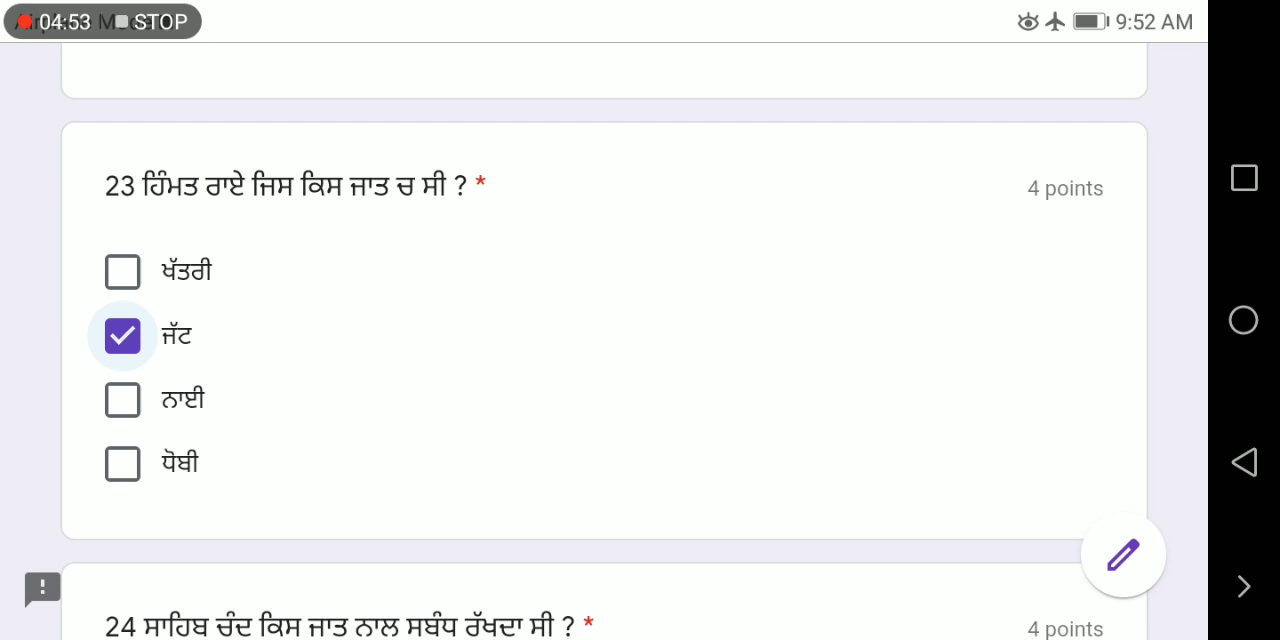 04:53 STOP
9:52 AM
23 ਹਿੰਮਤ ਰਾਏ ਜਿਸ ਕਿਸ ਜਾਤ ਚ ਸੀ ? *
4 points
ਖੱਤਰੀ
ਜੱਟ
ਨਾਈ
ਧੋਬੀ
24 ਸਾਹਿਬ ਚੰਦ ਕਿਸ ਜਾਤ ਨਾਲ ਸਬੰਧ ਰੱਖਦਾ ਸੀ ? *
4 points